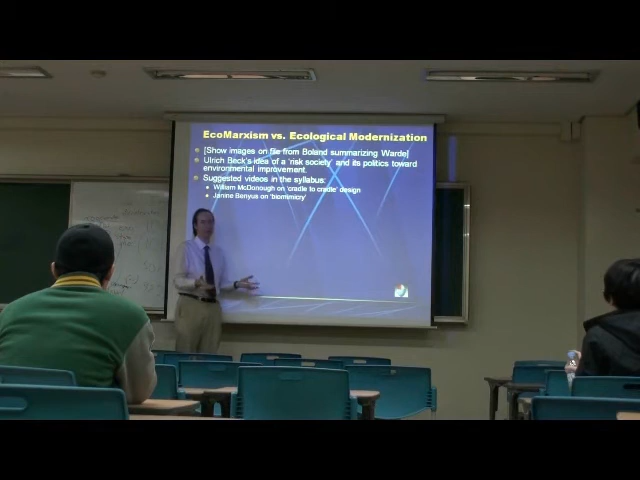 EcoMarxism vs. Ecological Modernization
[Show images on file from Boland summarizing Warde]
Ulrich Beck's idea of a 'risk society' and its politics toward
environmental improvement.
Suggested videos in the syllabus:
William McDonough on 'cradle to cradle' design
Janine Benyus on 'biomimicry'